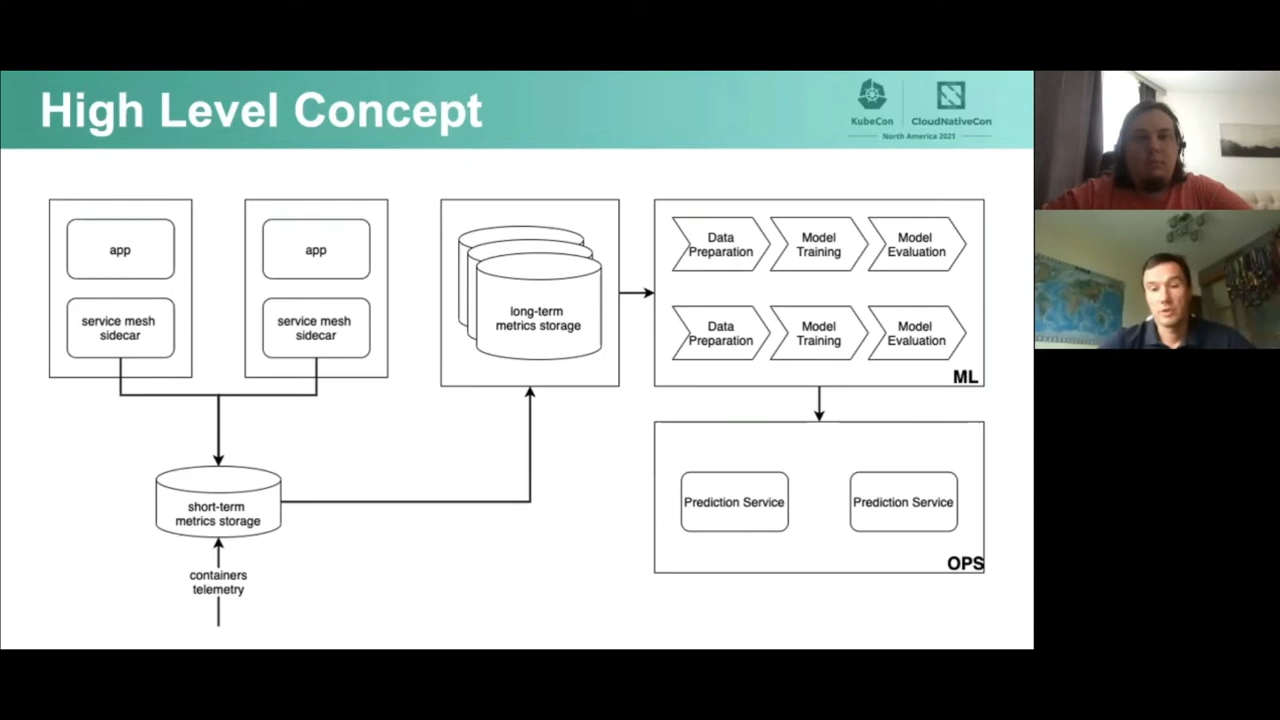 High Level Concept
KubeCon
CloudNativeCon
North America 2021
app
service mesh
sidecar
app
service mesh
sidecar
long-term
metrics storage
Data
Preparation
Model
Training
Model
Evaluation
Data
Preparation
Model
Training
Model
Evaluation
ML
short-term
metrics storage
containers
telemetry
Prediction Service
Prediction Service
OPS